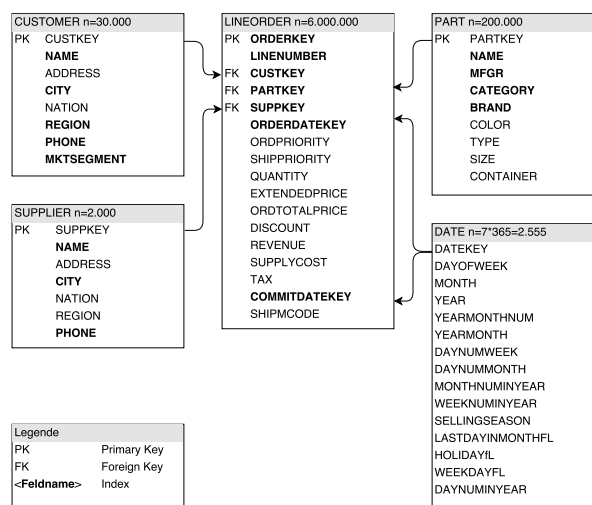 CUSTOMER n=30.000
PK CUSTKEY
NAME
ADDRESS
CITY
NATION
REGION
PHONE
MKTSEGMENT
SUPPLIER n=2.000
PK SUPPKEY
NAME
ADDRESS
CITY
NATION
REGION
PHONE
Legende
PK Primary Key
FK Foreign Key
<Feldname> Index
LINEORDER n=6.000.000
PK ORDERKEY
LINENUMBER
FK CUSTKEY
FK PARTKEY
FK SUPPKEY
ORDERDATEKEY
ORDPRIORITY
SHIPPRIORITY
QUANTITY
EXTENDEDPRICE
ORDTOTALPRICE
DISCOUNT
REVENUE
SUPPLYCOST
TAX
COMMITDATEKEY
SHIPMCODE
PART n=200.000
PK PARTKEY
NAME
MFGR
CATEGORY
BRAND
COLOR
TYPE
SIZE
CONTAINER
DATE n=7*365=2.555
DATEKEY
DAYOFWEEK
MONTH
YEAR
YEARMONTHNUM
YEARMONTH
DAYNUMWEEK
DAYNUMMONTH
MONTHNUMINYEAR
WEEKNUMINYEAR
SELLINGSEASON
LASTDAYINMONTHFL
HOLIDAYfL
WEEKDAYFL
DAYNUMINYEAR